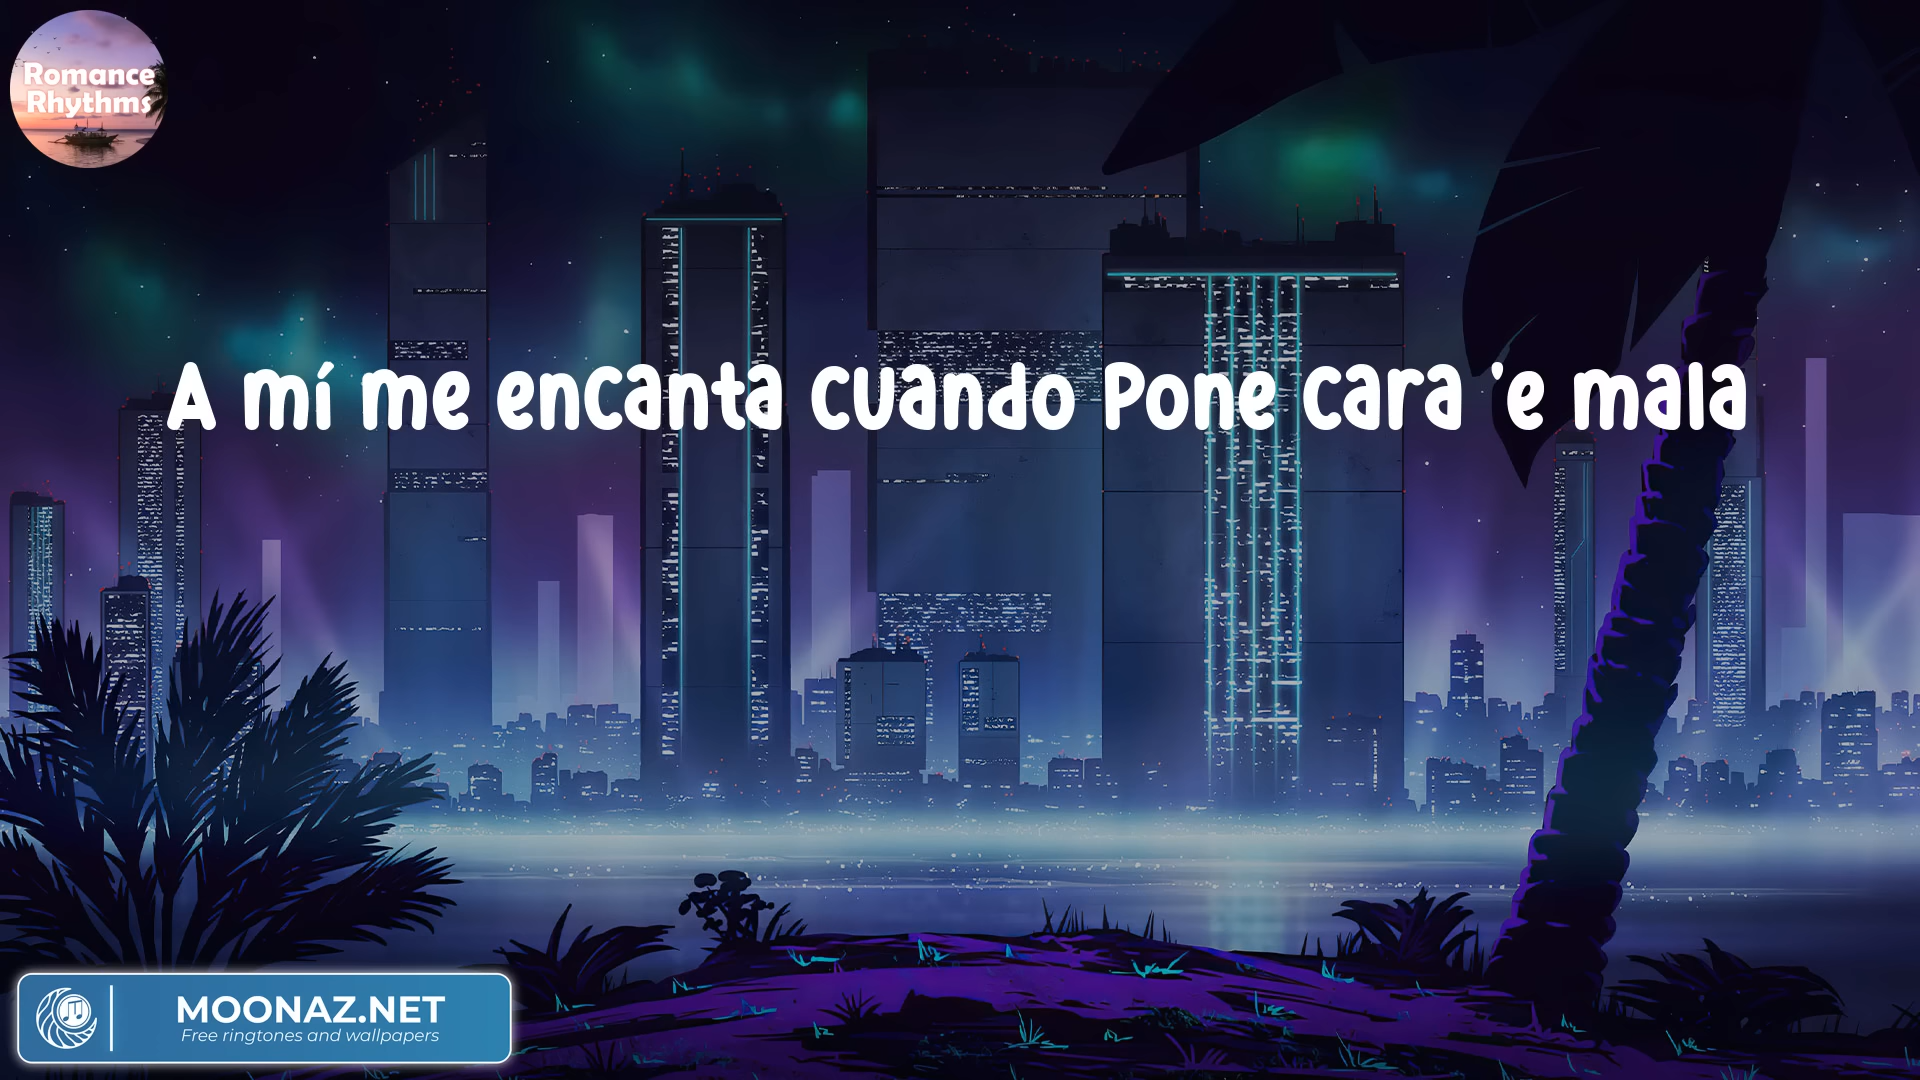 Romance
Rhythms
A mí me encanta cuando Pone cara 'e mala
MOONAZ.NET
Free ringtones and wallpapers